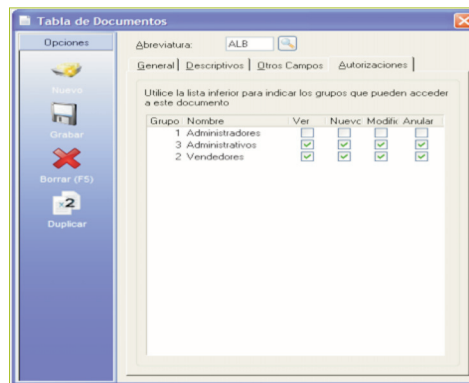 Tabla de Documentos
Opciones
Nuevo
Grabar
Borrar (F5)
x2
Duplicar
Abreviatura: ALB
General Descriptivos Otros Campos Autorizaciones
Utilice la lista inferior para indicar los grupos que pueden acceder
a este documento
Grupo Nombre Ver Nuevo Modific Anular
1 Administradores
3 Administrativos
2 Vendedores